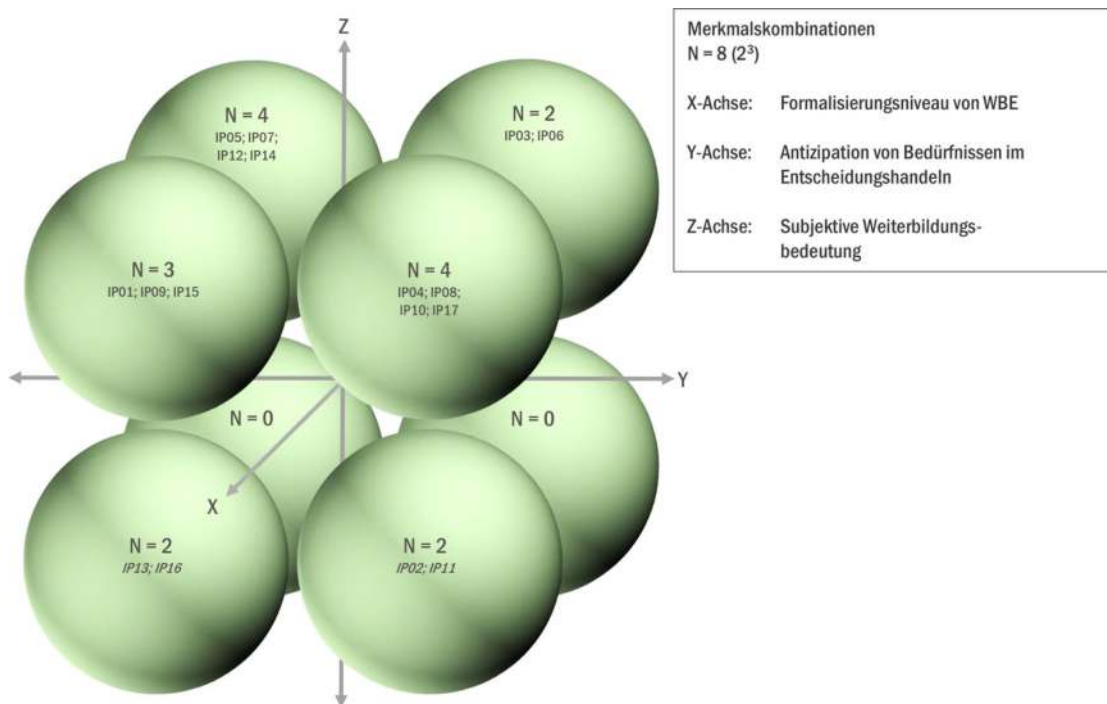 Z
N = 4
IP05; IP07;
IP12; IP14
N = 2
IP03; IP06
N = 3
IP01; IP09; IP15
N = 4
IP04; IP08;
IP10; IP17
Y
N = 0
N = 0
X
N = 2
IP13; IP16
N = 2
IP02; IP11
Merkmalskombinationen
N = 8 (2³)
X-Achse: Formalisierungsniveau von WBE
Y-Achse: Antizipation von Bedürfnissen im
Entscheidungshandeln
Z-Achse: Subjektive Weiterbildungs-
bedeutung